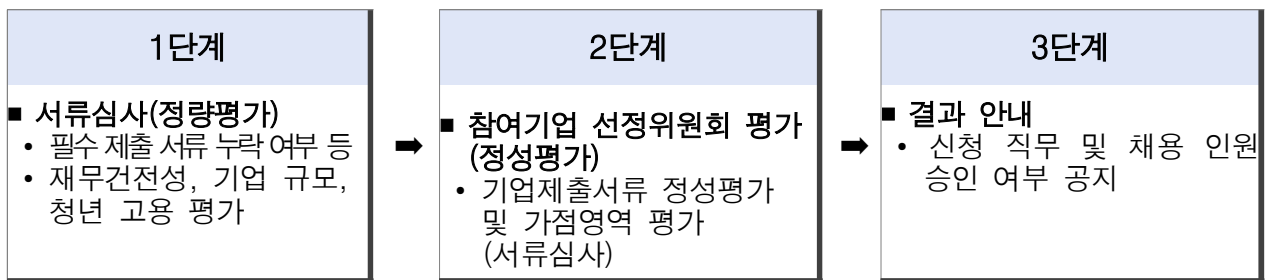 1단계
■ 서류심사(정량평가)
• 필수 제출 서류 누락 여부 등
• 재무건전성, 기업 규모,
청년 고용 평가
➡
2단계
■ 참여기업 선정위원회 평가
(정성평가)
• 기업제출서류 정성평가
및 가점영역 평가
(서류심사)
➡
3단계
■ 결과 안내
• 신청 직무 및 채용 인원
승인 여부 공지